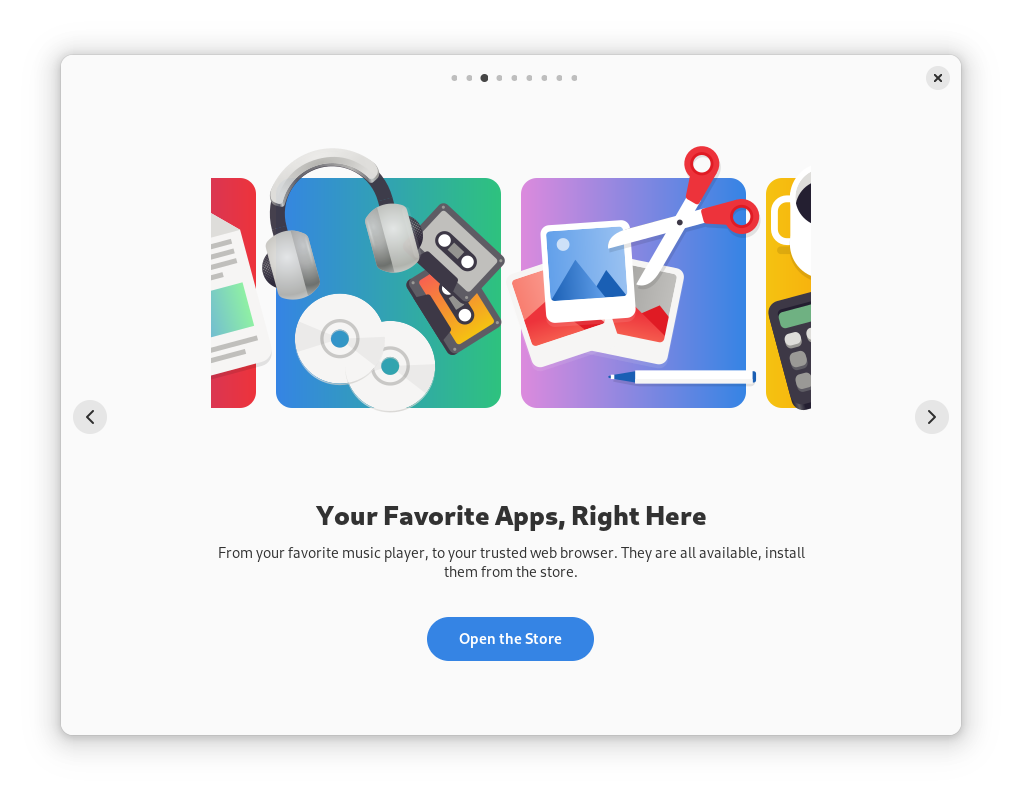 Your Favorite Apps, Right Here
From your favorite music player, to your trusted web browser. They are all available, install
them from the store.
Open the Store